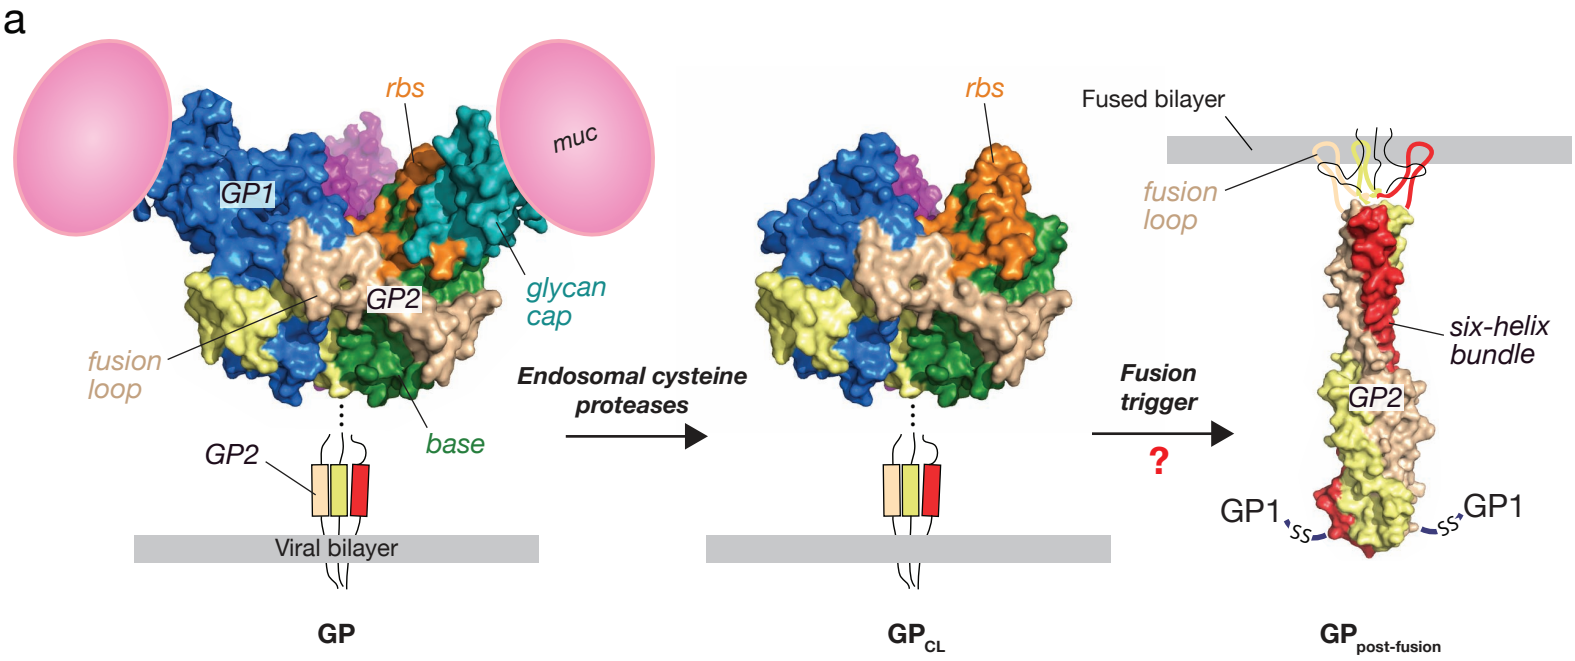 a
rbs
GP1
muc
GP2
glycan
cap
fusion
loop
base
GP2
Viral bilayer
GP
Endosomal cysteine
proteases
rbs
GP_CL
Fusion
trigger
?
Fused bilayer
fusion
loop
six-helix
bundle
GP2
GP1
SS
SS
GP1
GP_post-fusion